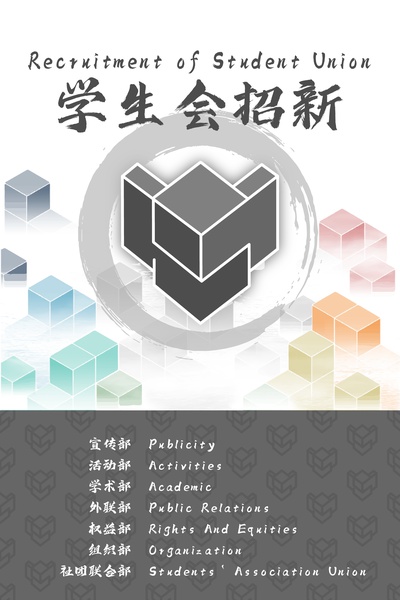 Recruitment of Student Union
学生会招新
宣传部 Publicity
活动部 Activities
学术部 Academic
外联部 Public Relations
权益部 Rights And Equities
组织部 Organization
社团联合部 Students' Association Union